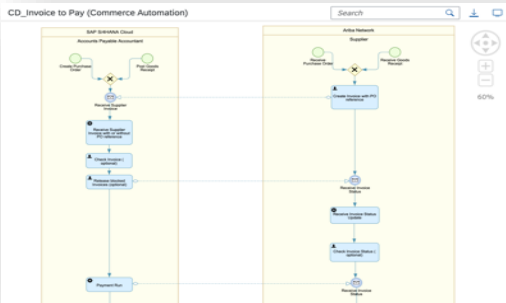 CD_Invoice to Pay (Commerce Automation)
Search
SAP S/4HANA Cloud
Ariba Network
Accounts Payable Accountant
Supplier
Create Purchase
Order
Post Goods
Receipt
Receive
Purchase Order
Receive Goods
Receipt
60%
Receive Supplier
Invoice
Create Invoice with PO
reference
Receive Supplier
Invoice with or without
PO reference
Check Invoice (
optional)
Release blocked
invoices (optional)
Receive Invoice
Status
Receive Invoice Status
Update
Check Invoice Status (
optional)
Payment Run
Receive Invoice
Status